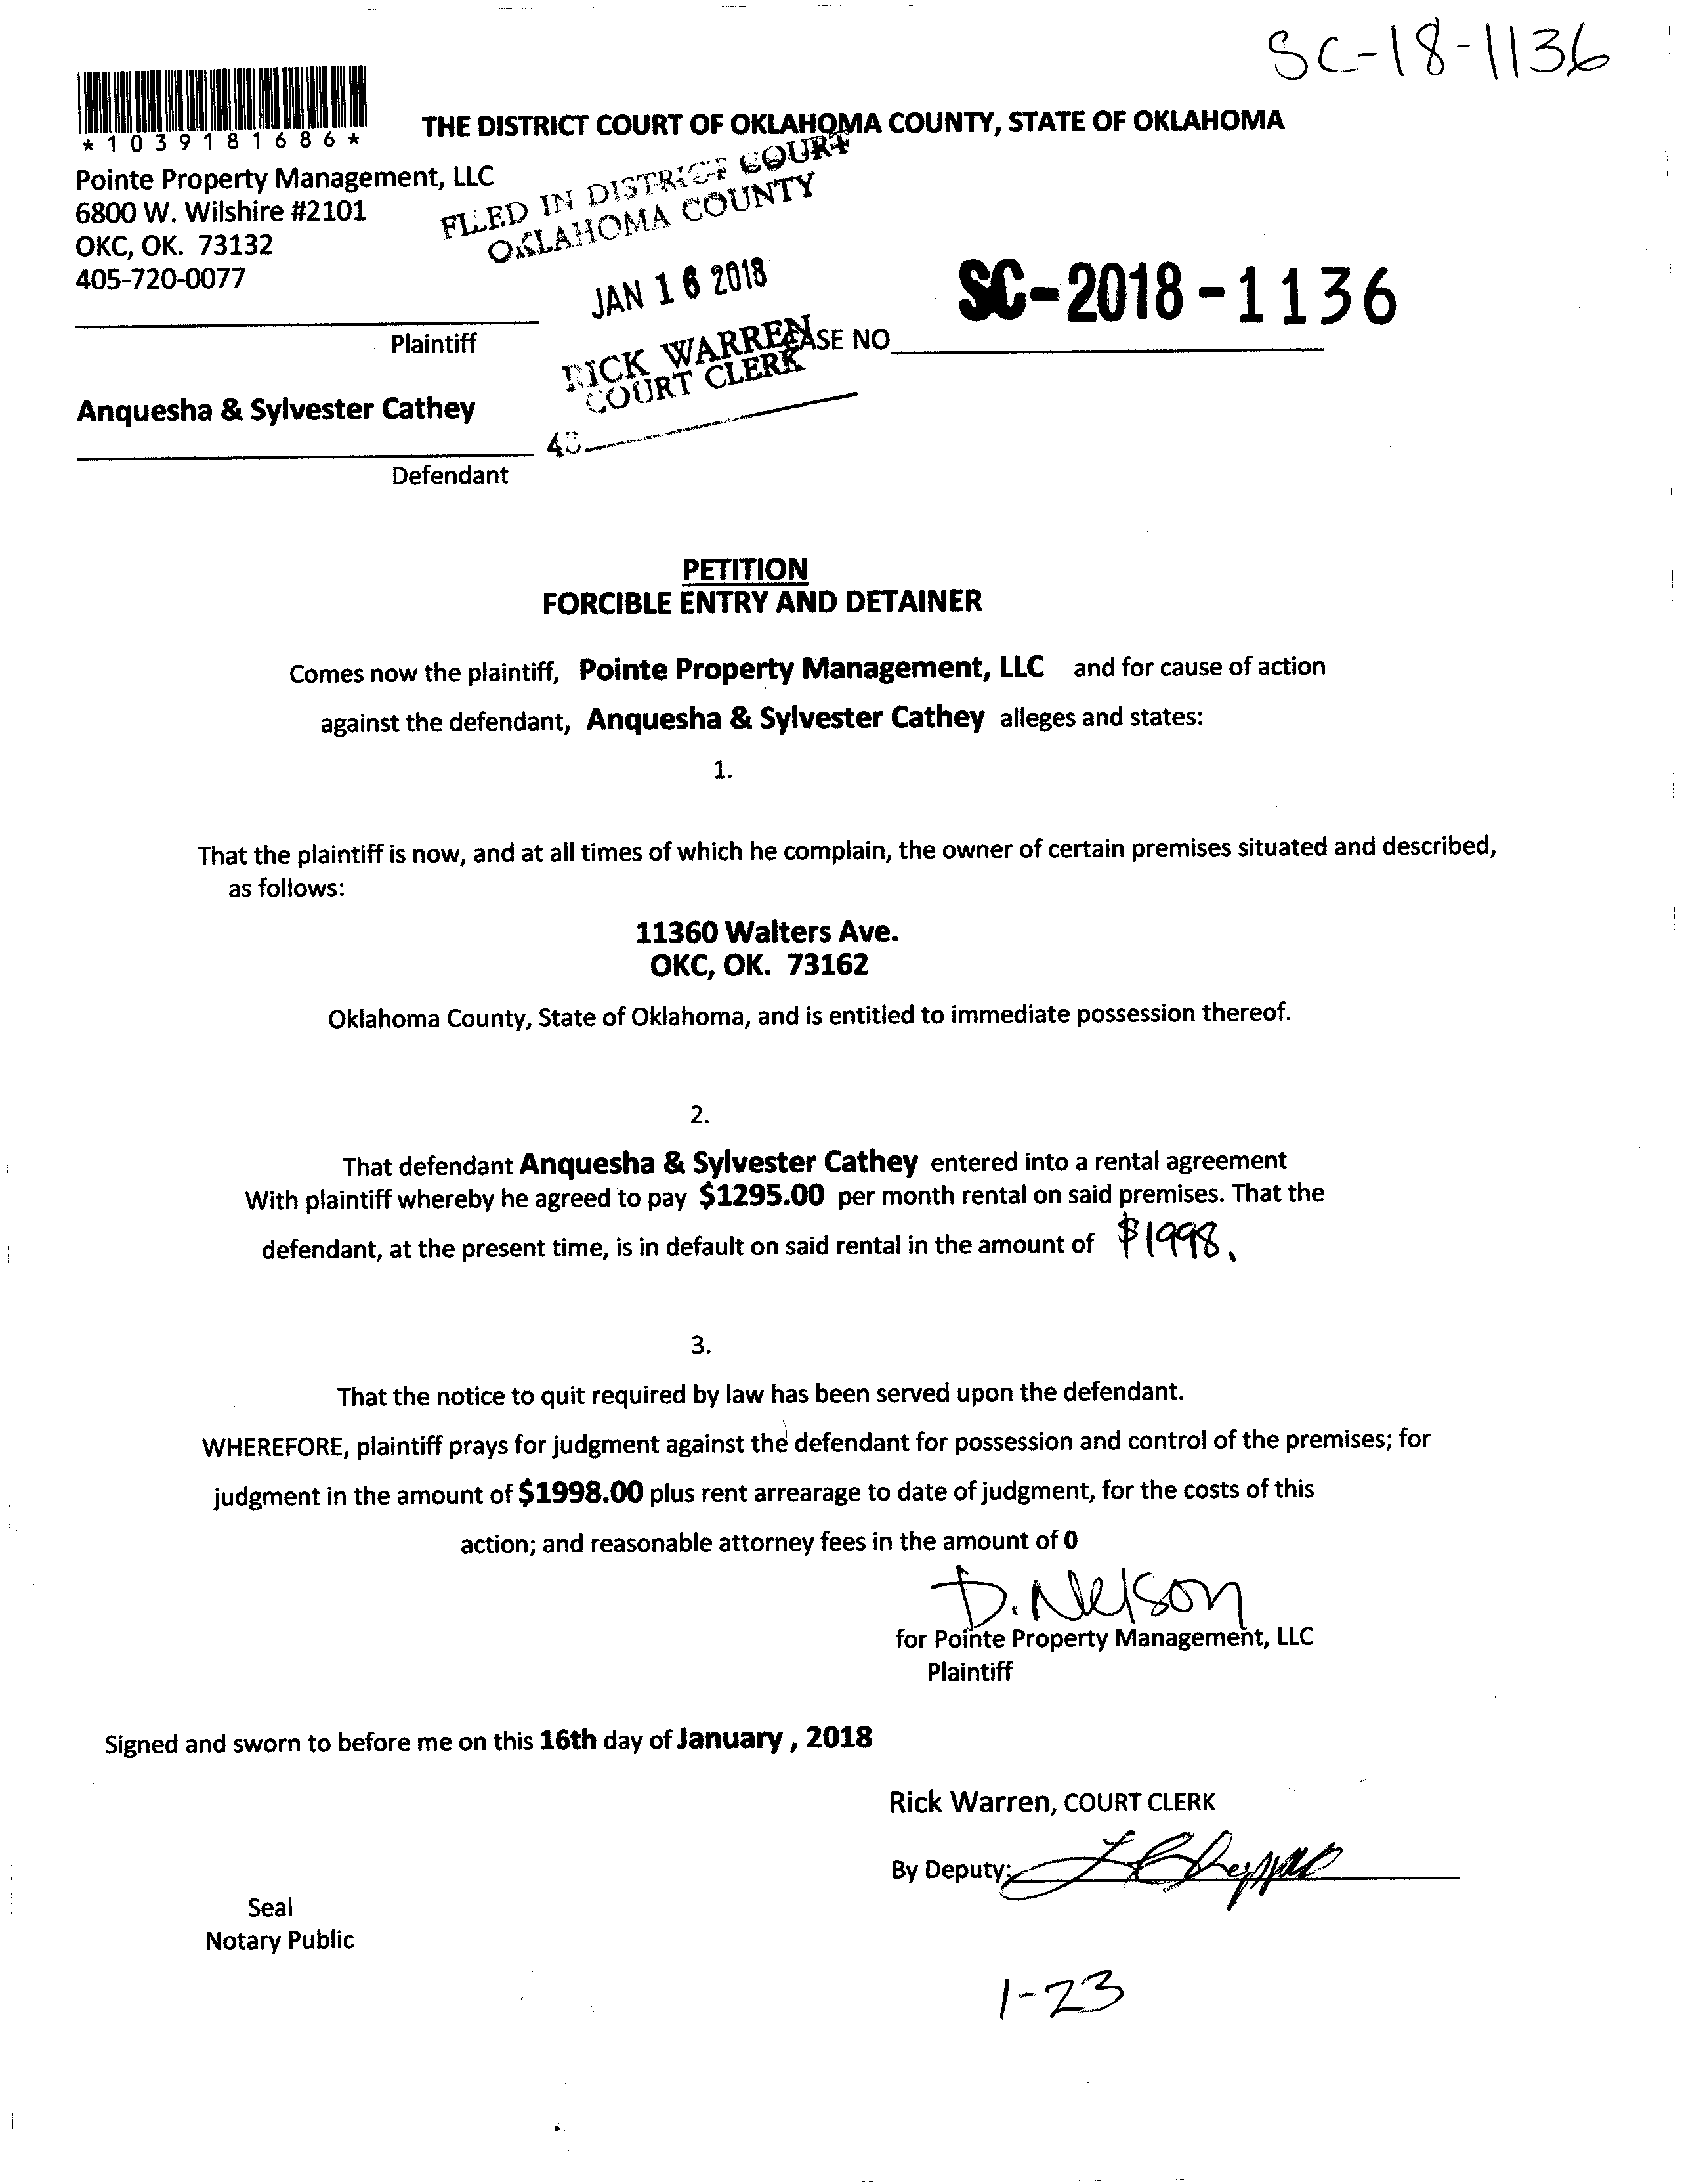 SC-18-1136
*1039181686*
THE DISTRICT COURT OF OKLAHOMA COUNTY, STATE OF OKLAHOMA
Pointe Property Management, LLC
6800 W. Wilshire #2101
OKC, OK. 73132
405-720-0077
FILED IN DISTRICT COURT
OKLAHOMA COUNTY
JAN 16 2018
RICK WARREN
COURT CLERK
SC-2018-1136
CASE NO
Plaintiff
Anquesha & Sylvester Cathey
Defendant
PETITION
FORCIBLE ENTRY AND DETAINER
Comes now the plaintiff, Pointe Property Management, LLC and for cause of action
against the defendant, Anquesha & Sylvester Cathey alleges and states:
1.
That the plaintiff is now, and at all times of which he complain, the owner of certain premises situated and described,
as follows:
11360 Walters Ave.
OKC, OK. 73162
Oklahoma County, State of Oklahoma, and is entitled to immediate possession thereof.
2.
That defendant Anquesha & Sylvester Cathey entered into a rental agreement
With plaintiff whereby he agreed to pay $1295.00 per month rental on said premises. That the
defendant, at the present time, is in default on said rental in the amount of $1998.
3.
That the notice to quit required by law has been served upon the defendant.
WHEREFORE, plaintiff prays for judgment against the defendant for possession and control of the premises; for
judgment in the amount of $1998.00 plus rent arrearage to date of judgment, for the costs of this
action; and reasonable attorney fees in the amount of 0
D. Nelson
for Pointe Property Management, LLC
Plaintiff
Signed and sworn to before me on this 16th day of January , 2018
Rick Warren, COURT CLERK
By Deputy:
Seal
Notary Public
1-23